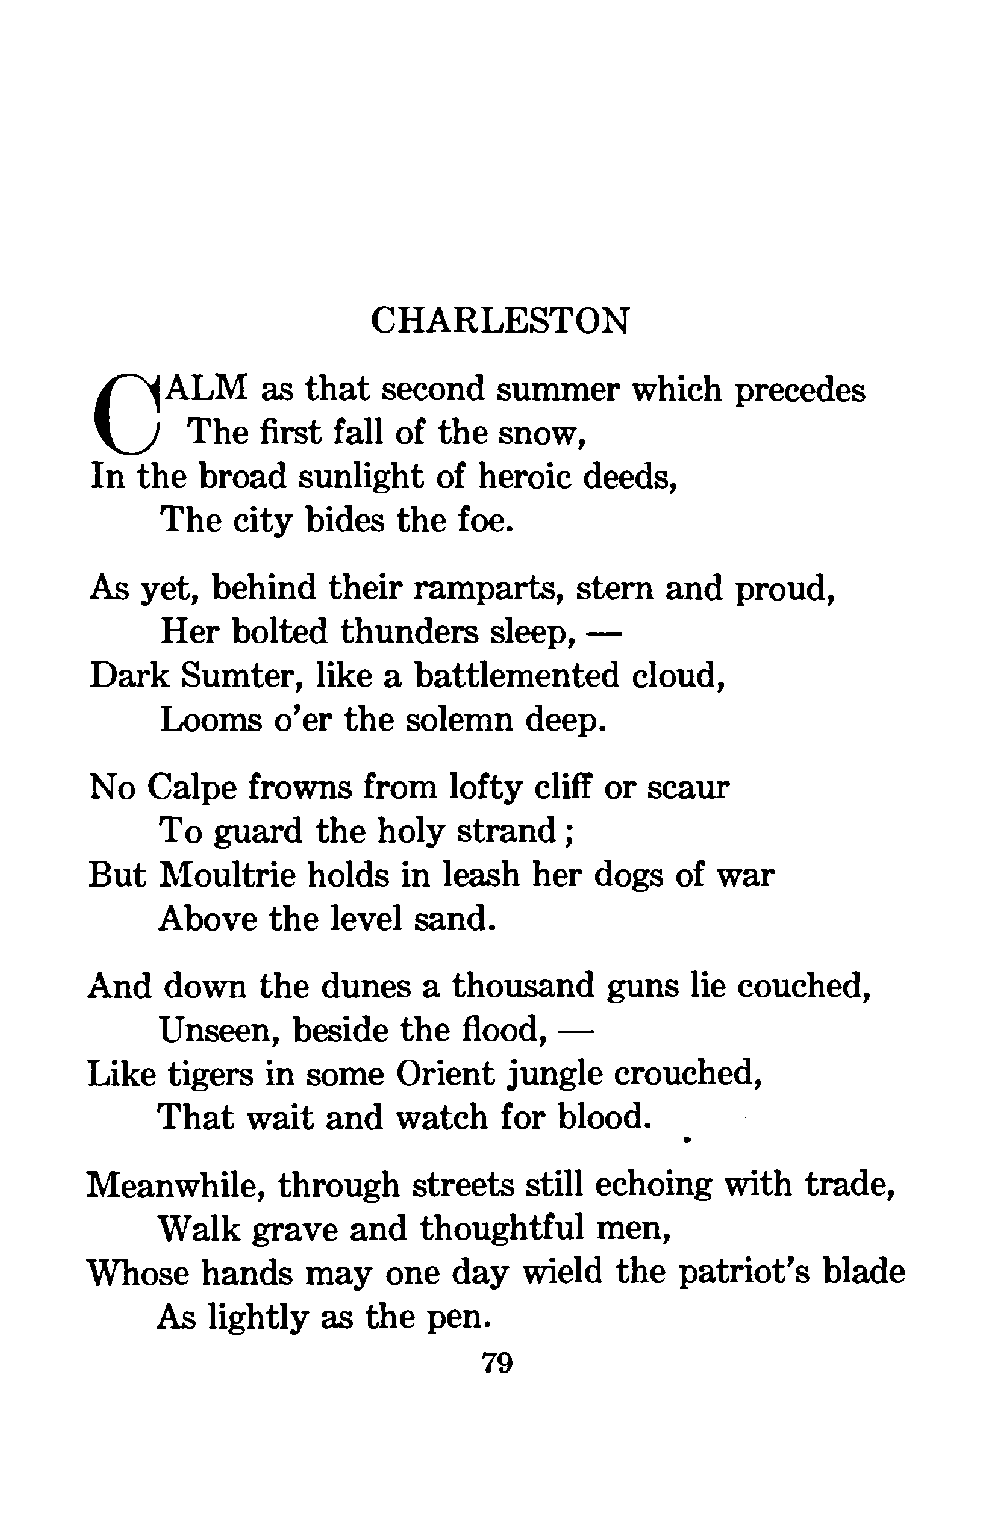 CHARLESTON
CALM as that second summer which precedes
The first fall of the snow,
In the broad sunlight of heroic deeds,
The city bides the foe.
As yet, behind their ramparts, stern and proud,
Her bolted thunders sleep, —
Dark Sumter, like a battlemented cloud,
Looms o'er the solemn deep.
No Calpe frowns from lofty cliff or scaur
To guard the holy strand ;
But Moultrie holds in leash her dogs of war
Above the level sand.
And down the dunes a thousand guns lie couched,
Unseen, beside the flood, —
Like tigers in some Orient jungle crouched,
That wait and watch for blood.
Meanwhile, through streets still echoing with trade,
Walk grave and thoughtful men,
Whose hands may one day wield the patriot's blade
As lightly as the pen.
79